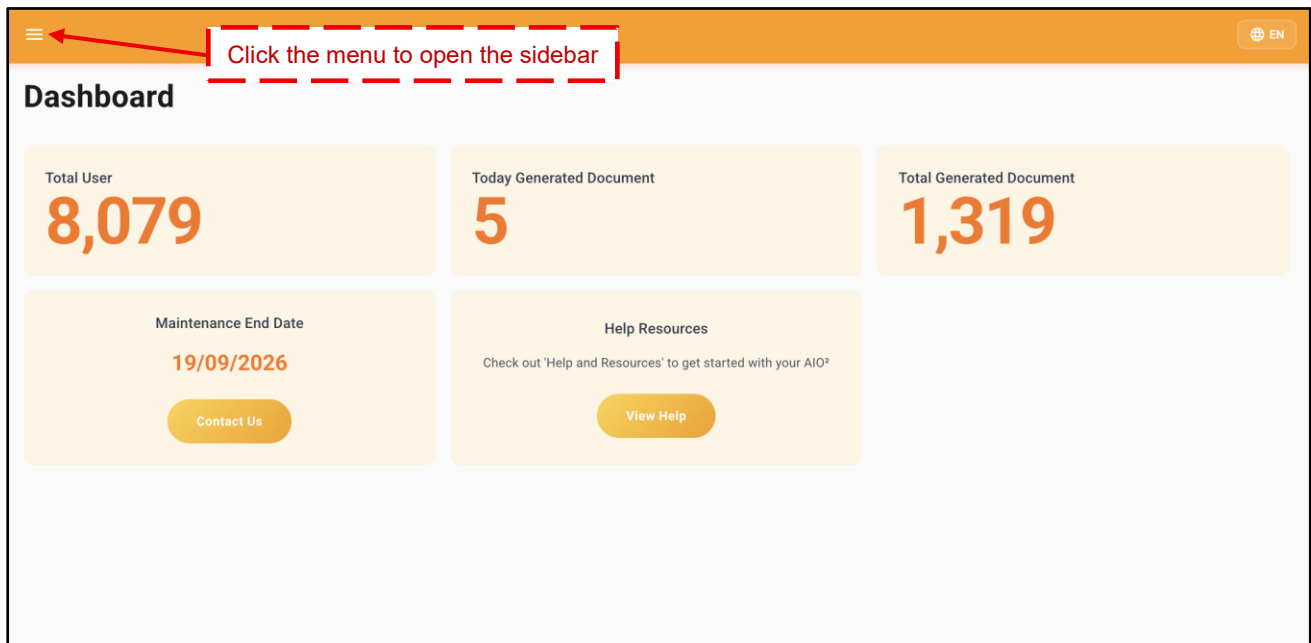 Click the menu to open the sidebar
EN
Dashboard
Total User
8,079
Today Generated Document
5
Total Generated Document
1,319
Maintenance End Date
19/09/2026
Contact Us
Help Resources
Check out 'Help and Resources' to get started with your AIO²
View Help